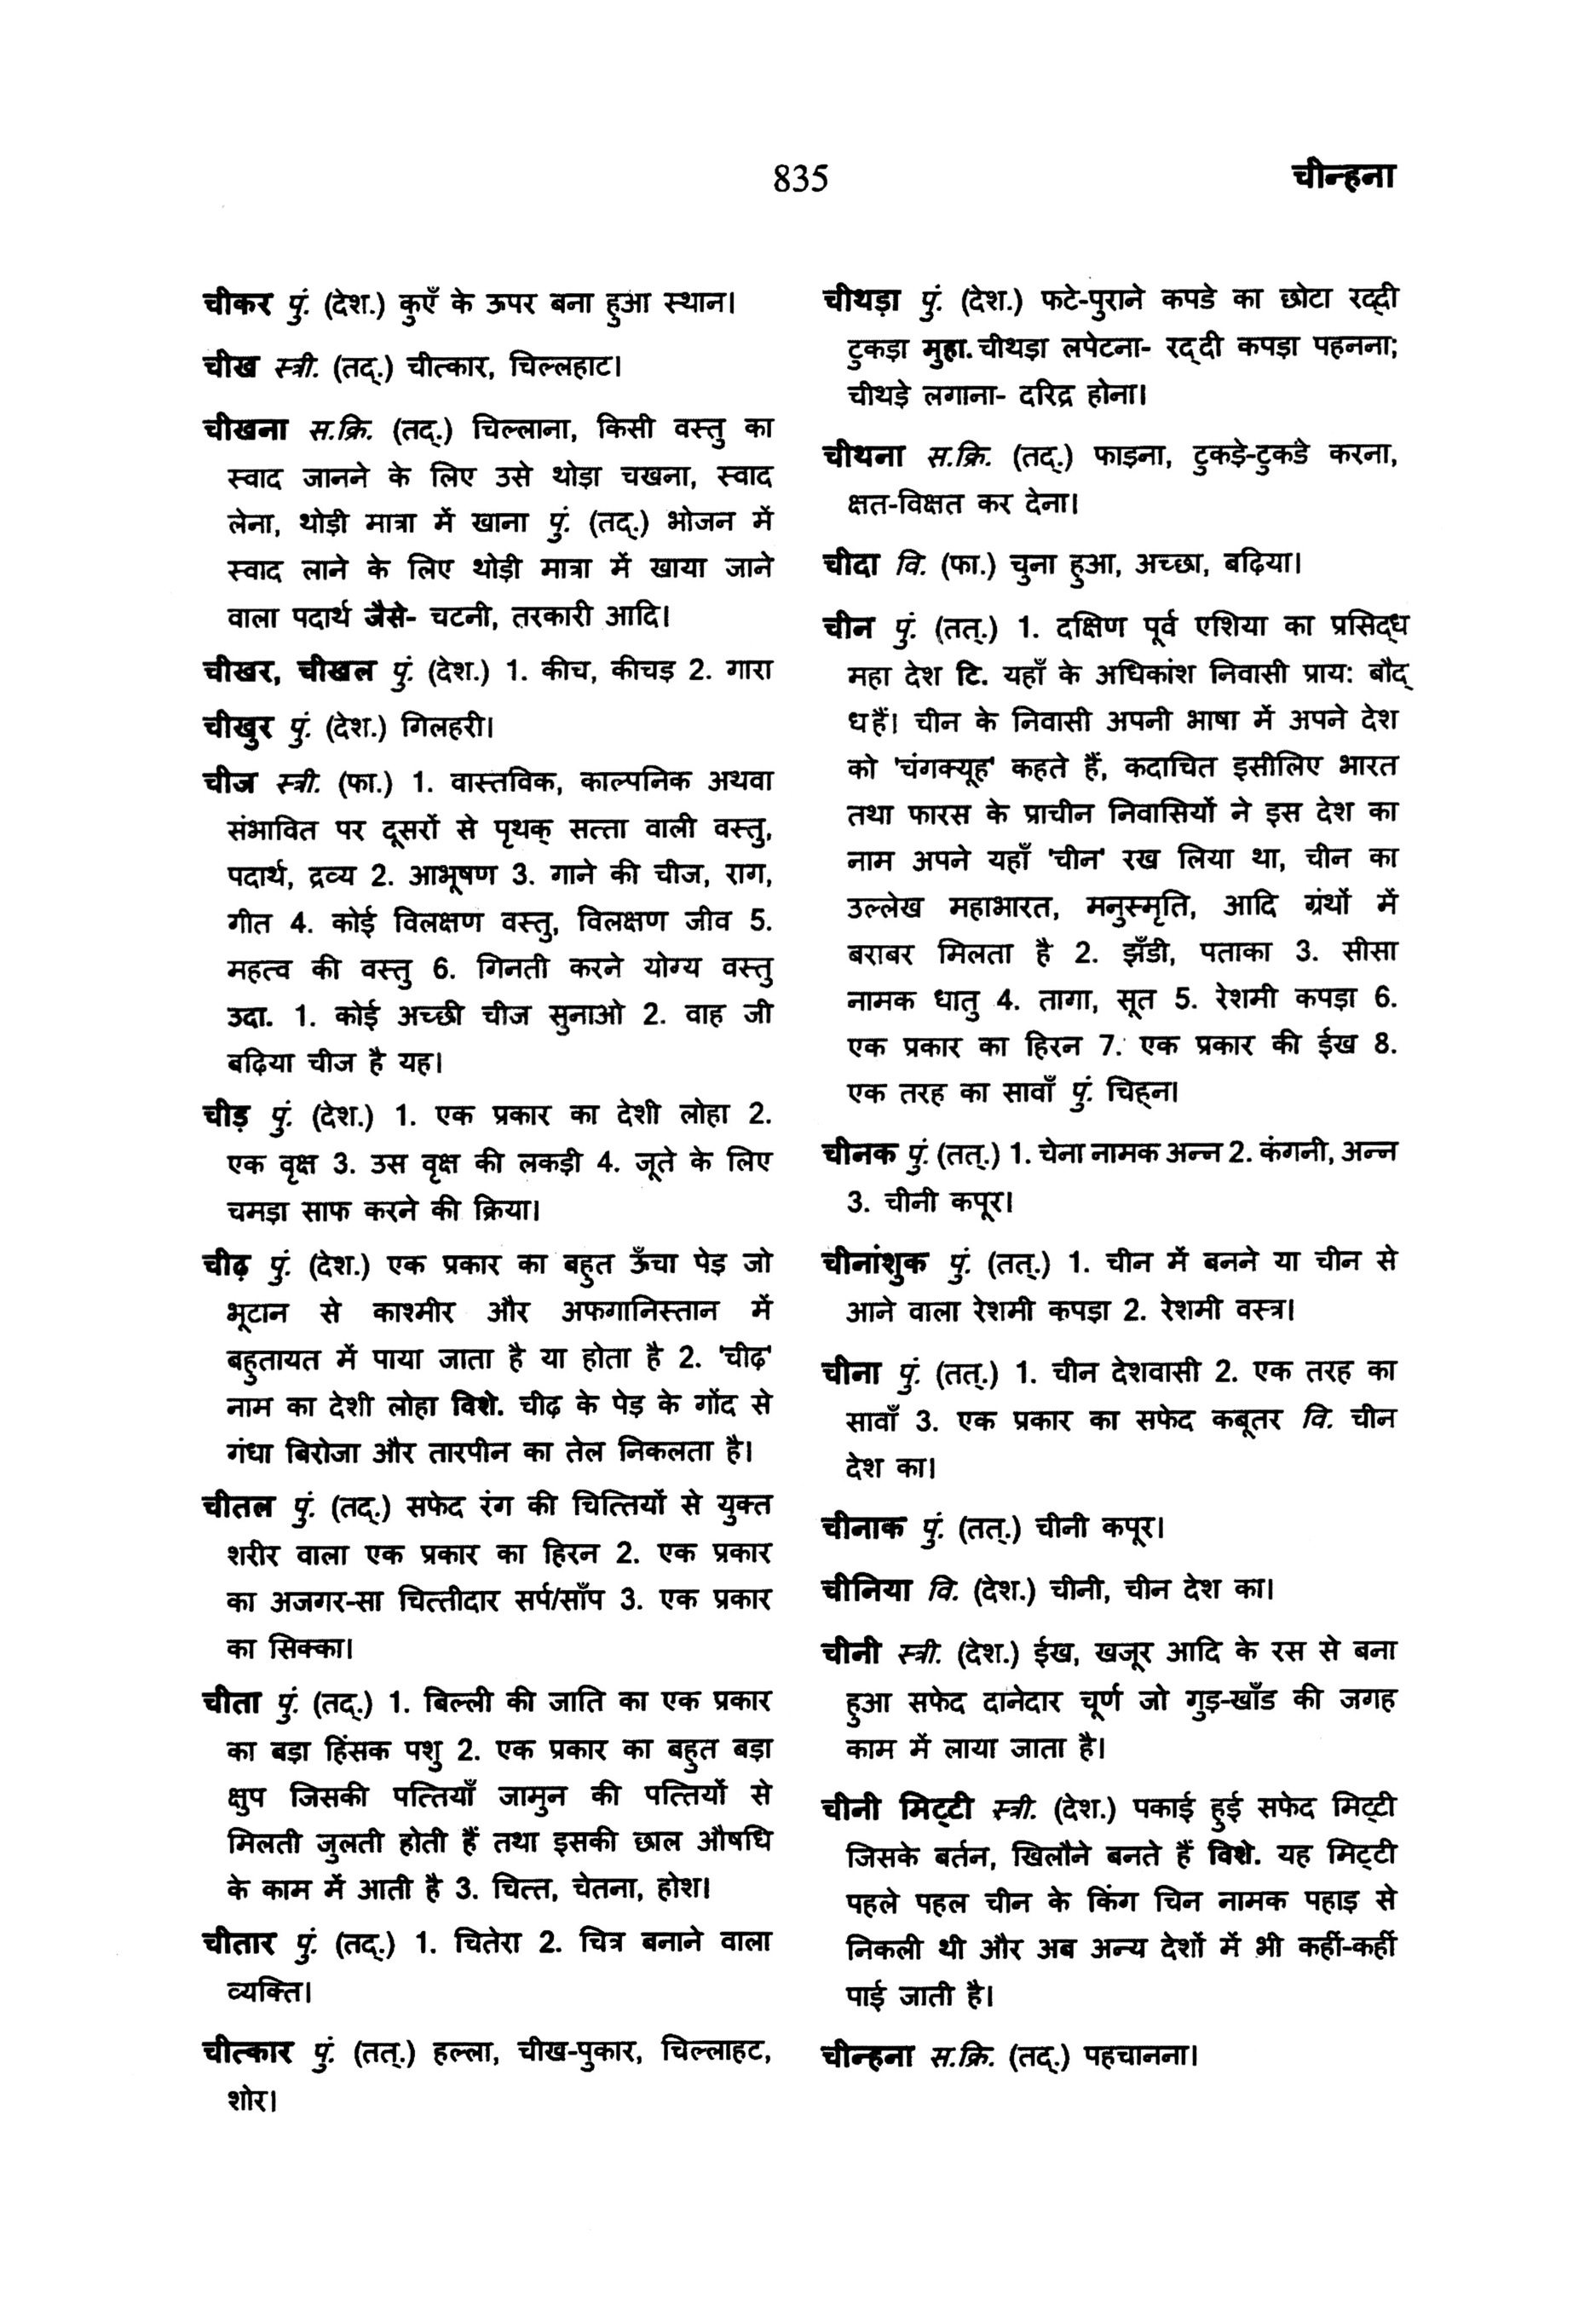 835
चीन्हना
चीकर पुं. (देश.) कुएँ के ऊपर बना हुआ स्थान।
चीख स्त्री. (तद्.) चीत्कार, चिल्लहाट।
चीखना स.क्रि. (तद्.) चिल्लाना, किसी वस्तु का
स्वाद जानने के लिए उसे थोड़ा चखना, स्वाद
लेना, थोड़ी मात्रा में खाना पुं. (तद्.) भोजन में
स्वाद लाने के लिए थोड़ी मात्रा में खाया जाने
वाला पदार्थ जैसे- चटनी, तरकारी आदि।
चीखर, चीखल पुं. (देश.) 1. कीच, कीचड़ 2. गारा
चीखुर पुं. (देश.) गिलहरी।
चीज स्त्री. (फा.) 1. वास्तविक, काल्पनिक अथवा
संभावित पर दूसरों से पृथक् सत्ता वाली वस्तु,
पदार्थ, द्रव्य 2. आभूषण 3. गाने की चीज, राग,
गीत 4. कोई विलक्षण वस्तु, विलक्षण जीव 5.
महत्व की वस्तु 6. गिनती करने योग्य वस्तु
उदा. 1. कोई अच्छी चीज सुनाओ 2. वाह जी
बढ़िया चीज है यह।
चीड़ पुं. (देश.) 1. एक प्रकार का देशी लोहा 2.
एक वृक्ष 3. उस वृक्ष की लकड़ी 4. जूते के लिए
चमड़ा साफ करने की क्रिया।
चीढ़ पुं. (देश.) एक प्रकार का बहुत ऊँचा पेड़ जो
भूटान से काश्मीर और अफगानिस्तान में
बहुतायत में पाया जाता है या होता है 2. 'चीढ़'
नाम का देशी लोहा विशे. चीढ़ के पेड़ के गोंद से
गंधा बिरोजा और तारपीन का तेल निकलता है।
चीतल पुं. (तद्.) सफेद रंग की चित्तियों से युक्त
शरीर वाला एक प्रकार का हिरन 2. एक प्रकार
का अजगर-सा चित्तीदार सर्प/साँप 3. एक प्रकार
का सिक्का।
चीता पुं. (तद्.) 1. बिल्ली की जाति का एक प्रकार
का बड़ा हिंसक पशु 2. एक प्रकार का बहुत बड़ा
क्षुप जिसकी पत्तियाँ जामुन की पत्तियों से
मिलती जुलती होती हैं तथा इसकी छाल औषधि
के काम में आती है 3. चित्त, चेतना, होश।
चीतार पुं. (तद्.) 1. चितेरा 2. चित्र बनाने वाला
व्यक्ति।
चीत्कार पुं. (तत्.) हल्ला, चीख-पुकार, चिल्लाहट,
शोर।
चीथड़ा पुं. (देश.) फटे-पुराने कपडे का छोटा रद्दी
टुकड़ा मुहा. चीथड़ा लपेटना- रद्दी कपड़ा पहनना;
चीथड़े लगाना- दरिद्र होना।
चीथना स.क्रि. (तद्.) फाड़ना, टुकड़े-टुकडे करना,
क्षत-विक्षत कर देना।
चीदा वि. (फा.) चुना हुआ, अच्छा, बढ़िया।
चीन पुं. (तत्.) 1. दक्षिण पूर्व एशिया का प्रसिद्ध
महा देश टि. यहाँ के अधिकांश निवासी प्राय: बौद्
ध हैं। चीन के निवासी अपनी भाषा में अपने देश
को 'चंगक्यूह' कहते हैं, कदाचित इसीलिए भारत
तथा फारस के प्राचीन निवासियों ने इस देश का
नाम अपने यहाँ 'चीन' रख लिया था, चीन का
उल्लेख महाभारत, मनुस्मृति, आदि ग्रंथों में
बराबर मिलता है 2. झँडी, पताका 3. सीसा
नामक धातु 4. तागा, सूत 5. रेशमी कपड़ा 6.
एक प्रकार का हिरन 7. एक प्रकार की ईख 8.
एक तरह का सावाँ पुं. चिह्न।
चीनक पुं. (तत्.) 1. चेना नामक अन्न 2. कंगनी, अन्न
3. चीनी कपूर।
चीनांशुक पुं. (तत्.) 1. चीन में बनने या चीन से
आने वाला रेशमी कपड़ा 2. रेशमी वस्त्र।
चीना पुं. (तत्.) 1. चीन देशवासी 2. एक तरह का
सावाँ 3. एक प्रकार का सफेद कबूतर वि. चीन
देश का।
चीनाक पुं. (तत्.) चीनी कपूर।
चीनिया वि. (देश.) चीनी, चीन देश का।
चीनी स्त्री. (देश.) ईख, खजूर आदि के रस से बना
हुआ सफेद दानेदार चूर्ण जो गुड़-खाँड की जगह
काम में लाया जाता है।
चीनी मिट्टी स्त्री. (देश.) पकाई हुई सफेद मिट्टी
जिसके बर्तन, खिलौने बनते हैं विशे. यह मिट्टी
पहले पहल चीन के किंग चिन नामक पहाड़ से
निकली थी और अब अन्य देशों में भी कहीं-कहीं
पाई जाती है।
चीन्हना स.क्रि. (तद्.) पहचानना।